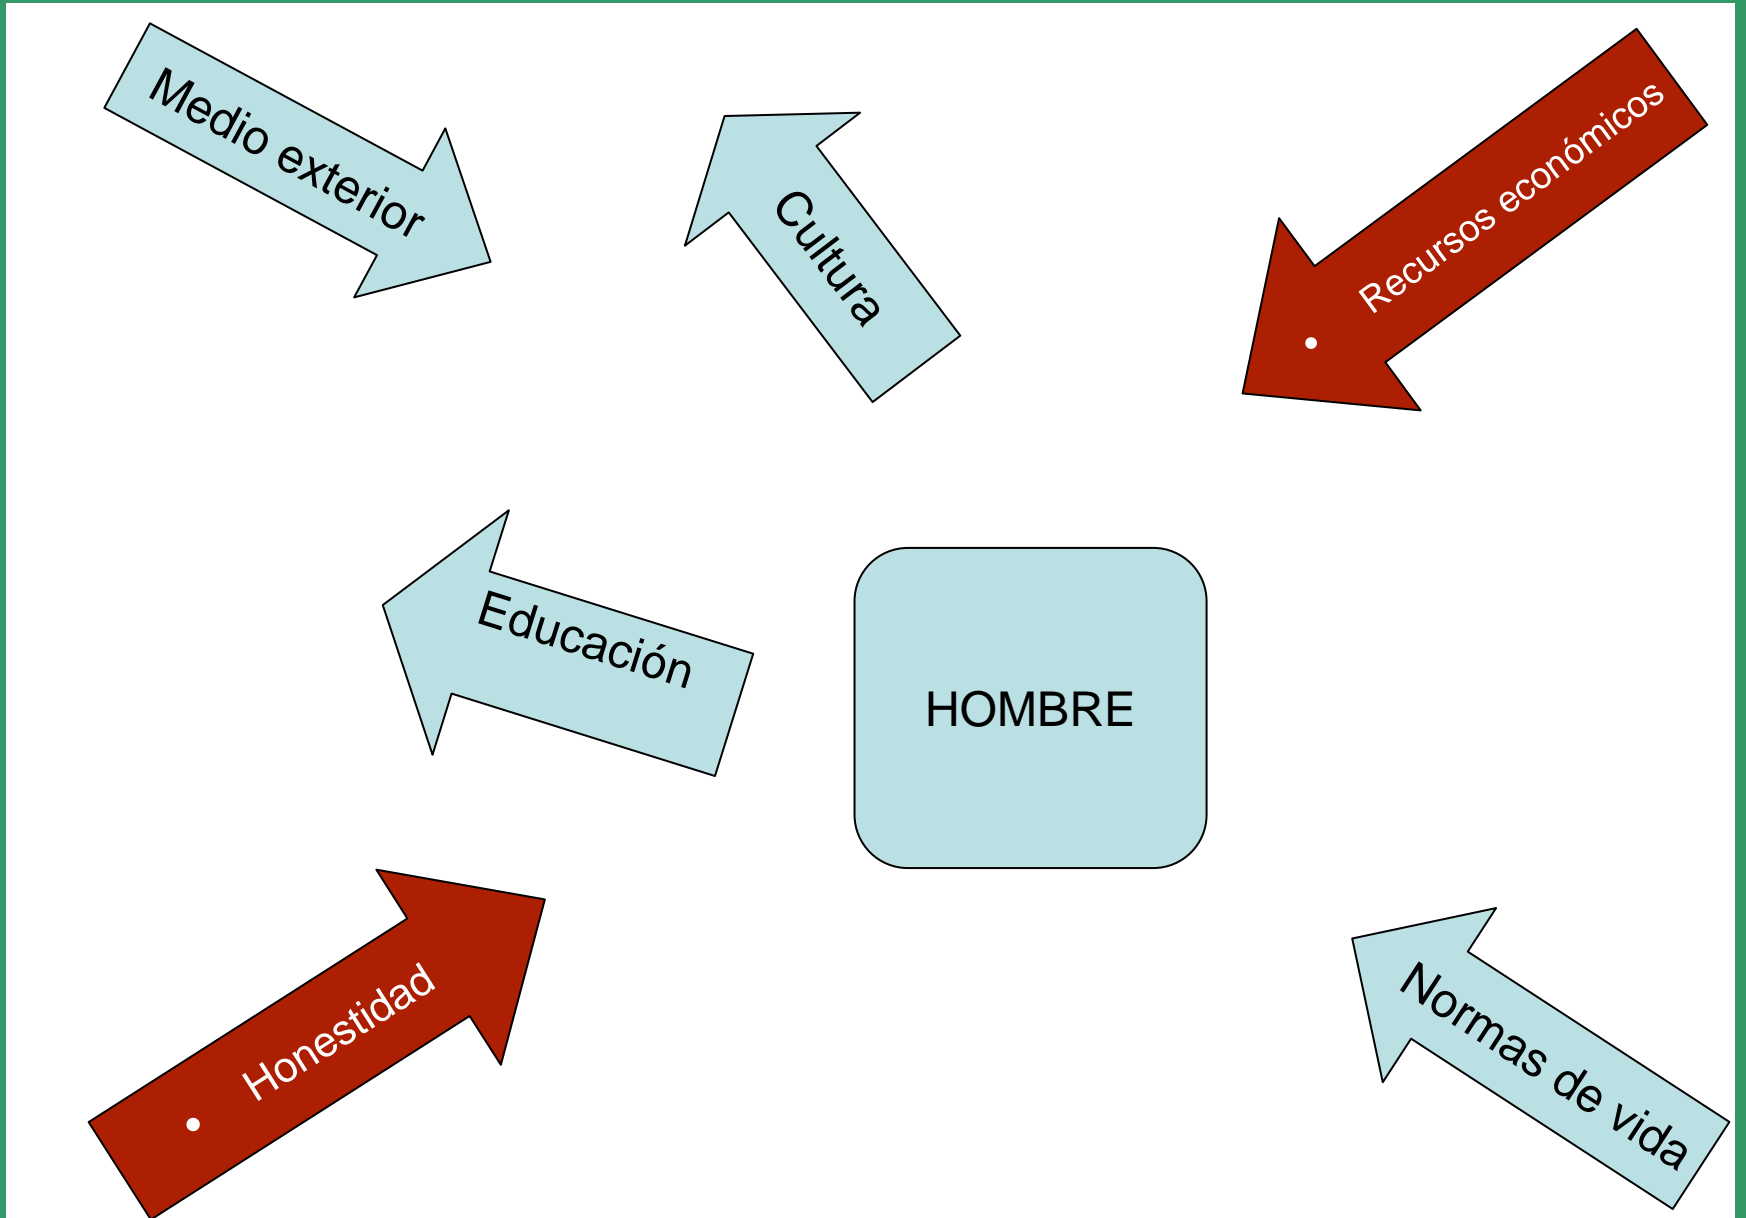 Medio exterior
Cultura
• Recursos económicos
Educación
HOMBRE
• Honestidad
Normas de vida